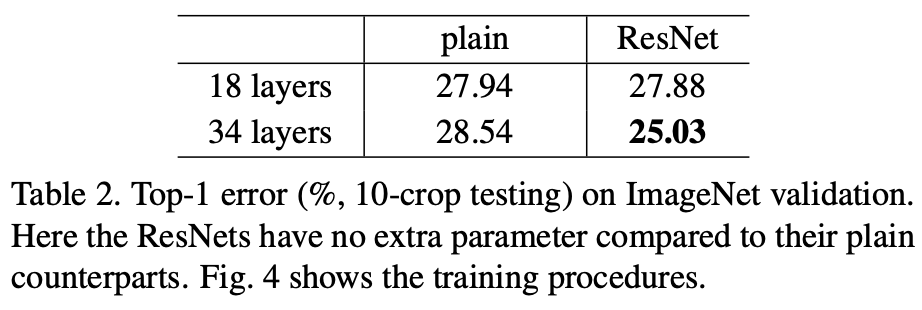 plain ResNet
18 layers 27.94 27.88
34 layers 28.54 25.03
Table 2. Top-1 error (%, 10-crop testing) on ImageNet validation.
Here the ResNets have no extra parameter compared to their plain
counterparts. Fig. 4 shows the training procedures.